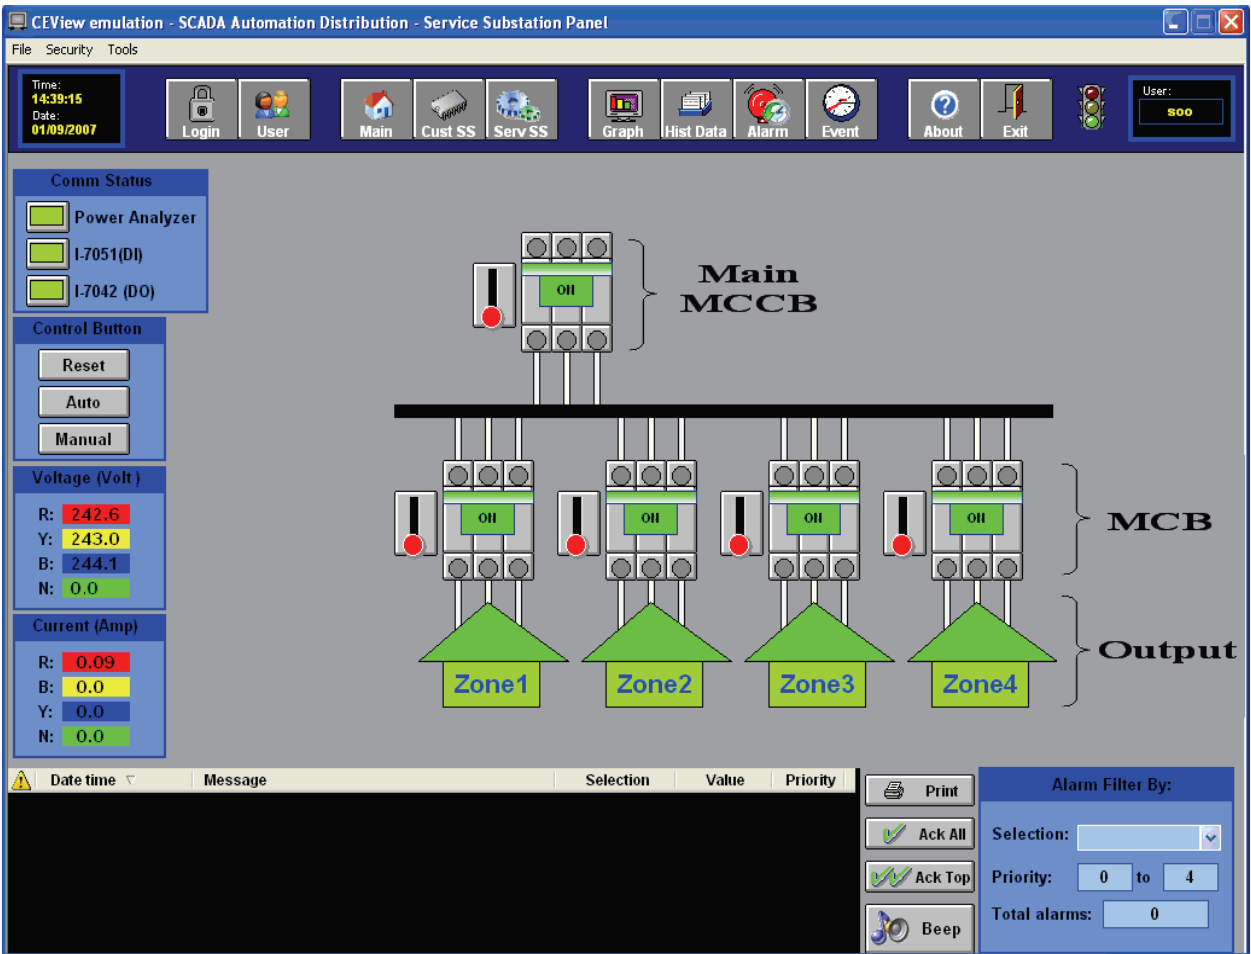 CEView emulation - SCADA Automation Distribution - Service Substation Panel
File Security Tools
Time:
14:39:15
Date:
01/09/2007
Login
User
Main
Cust SS
Serv SS
Graph
Hist Data
Alarm
Event
About
Exit
User:
soo
Comm Status
Power Analyzer
I-7051(DI)
I-7042 (DO)
Control Button
Reset
Auto
Manual
Voltage (Volt )
R: 242.6
Y: 243.0
B: 244.1
N: 0.0
Current (Amp)
R: 0.09
B: 0.0
Y: 0.0
N: 0.0
ON
Main
MCCB
ON
ON
ON
ON
MCB
Zone1
Zone2
Zone3
Zone4
Output
Date time Message Selection Value Priority
Print
Ack All
Ack Top
Beep
Alarm Filter By:
Selection:
Priority: 0 to 4
Total alarms: 0